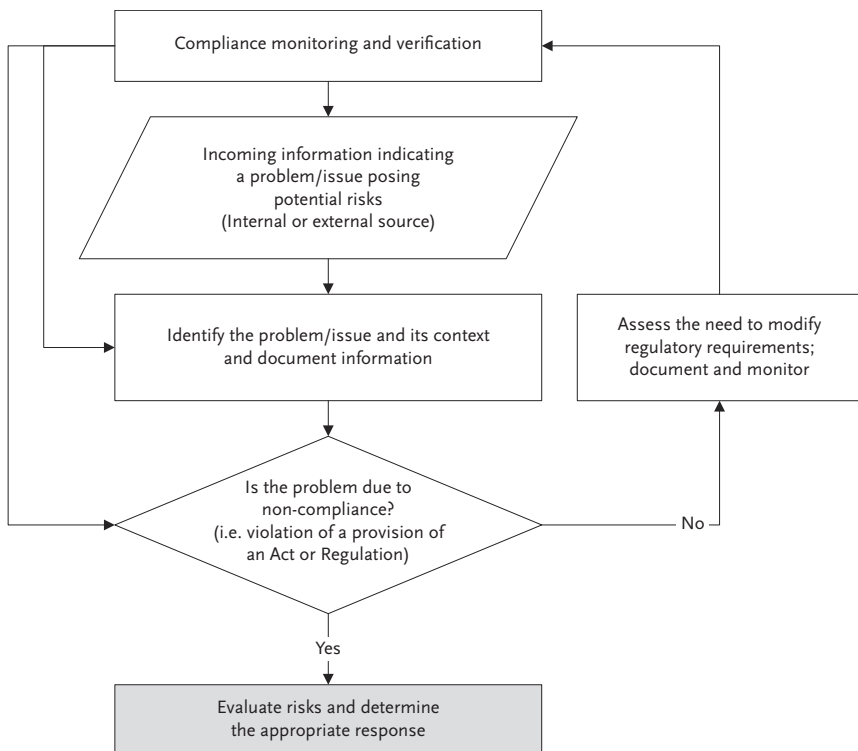 Compliance monitoring and verification
Incoming information indicating
a problem/issue posing
potential risks
(Internal or external source)
Identify the problem/issue and its context
and document information
Assess the need to modify
regulatory requirements;
document and monitor
Is the problem due to
non-compliance?
(i.e. violation of a provision of
an Act or Regulation)
No
Yes
Evaluate risks and determine
the appropriate response